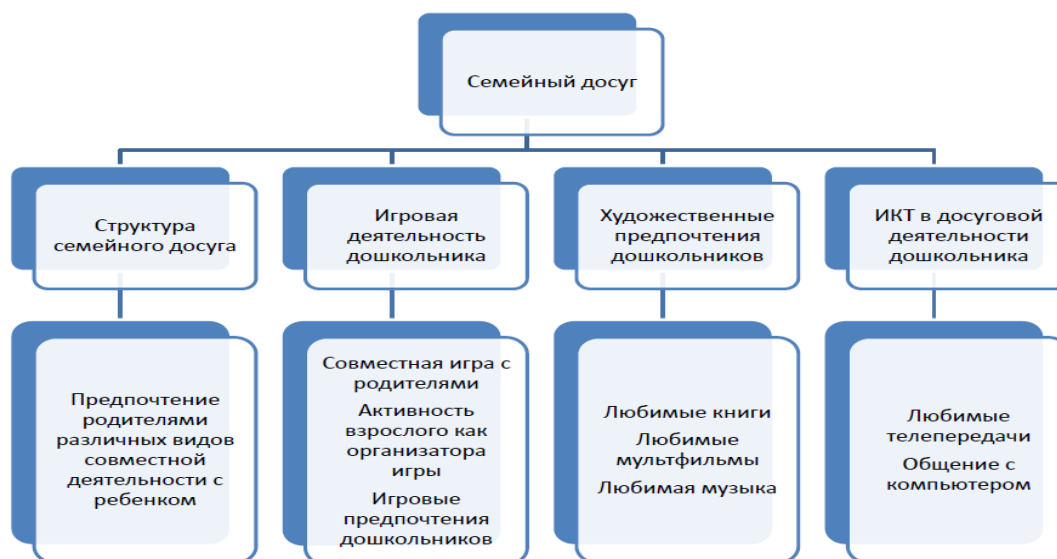 Семейный досуг
Структура
семейного досуга
Игровая
деятельность
дошкольника
Художественные
предпочтения
дошкольников
ИКТ в досуговой
деятельности
дошкольника
Предпочтение
родителями
различных видов
совместной
деятельности с
ребенком
Совместная игра с
родителями
Активность
взрослого как
организатора
игры
Игровые
предпочтения
дошкольников
Любимые книги
Любимые
мультфильмы
Любимая музыка
Любимые
телепередачи
Общение с
компьютером